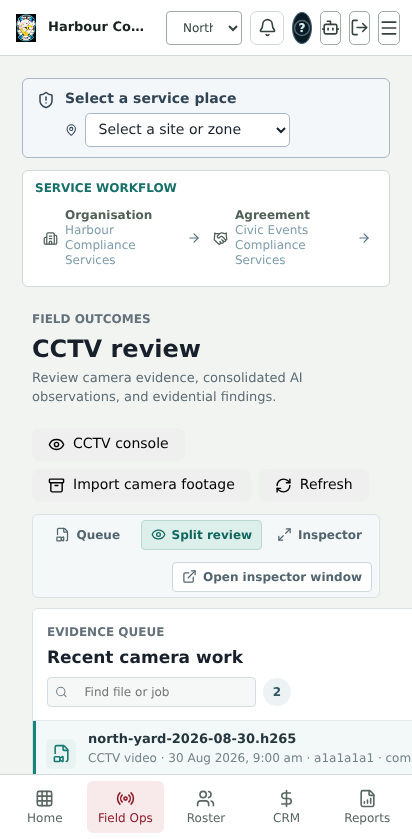 Harbour Co...
North
?
Select a service place
Select a site or zone
SERVICE WORKFLOW
Organisation
Harbour
Compliance
Services
Agreement
Civic Events
Compliance
Services
FIELD OUTCOMES
CCTV review
Review camera evidence, consolidated AI
observations, and evidential findings.
CCTV console
Import camera footage
Refresh
Queue
Split review
Inspector
Open inspector window
EVIDENCE QUEUE
Recent camera work
Find file or job
2
north-yard-2026-08-30.h265
CCTV video · 30 Aug 2026, 9:00 am · a1a1a1a1 · com
Home
Field Ops
Roster
CRM
Reports